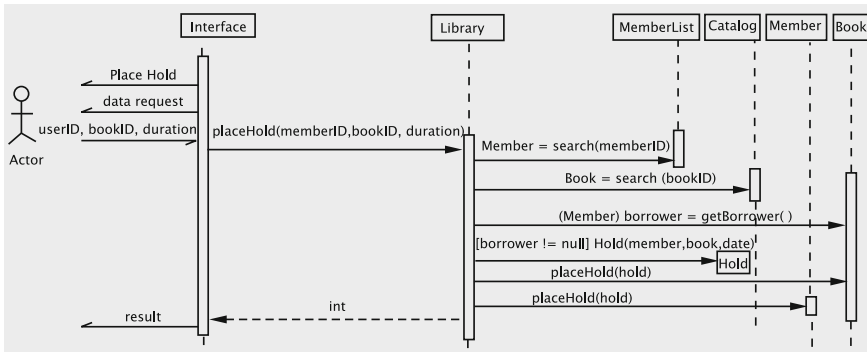 Interface
Library
MemberList
Catalog
Member
Book
Place Hold
data request
userID, bookID, duration
Actor
placeHold(memberID,bookID, duration)
Member = search(memberID)
Book = search (bookID)
(Member) borrower = getBorrower( )
[borrower != null] Hold(member,book,date)
Hold
placeHold(hold)
placeHold(hold)
int
result